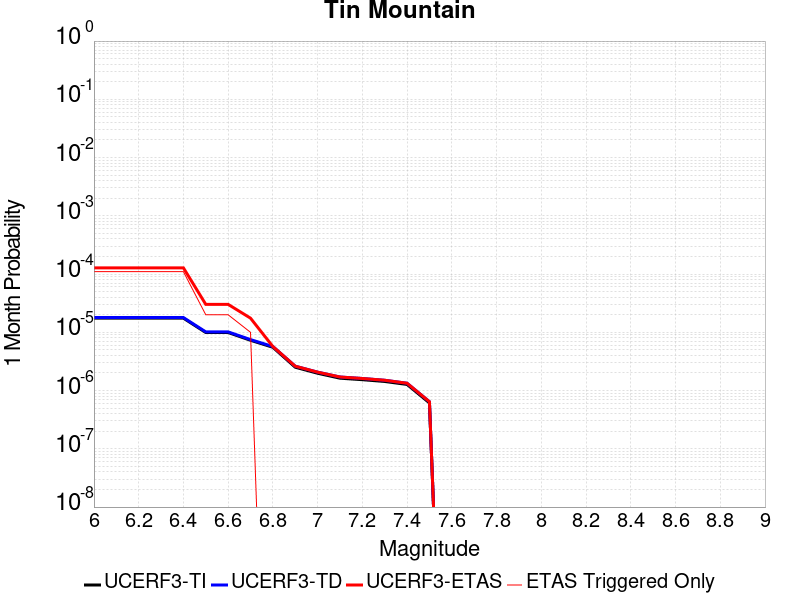 Tin Mountain
10^0
10^-1
10^-2
10^-3
10^-4
10^-5
10^-6
10^-7
10^-8
1 Month Probability
6 6.2 6.4 6.6 6.8 7 7.2 7.4 7.6 7.8 8 8.2 8.4 8.6 8.8 9
Magnitude
UCERF3-TI UCERF3-TD UCERF3-ETAS ETAS Triggered Only